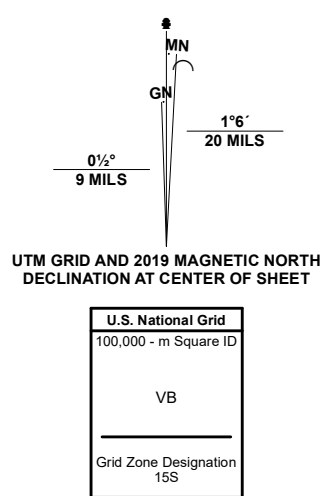 MN
GN
1°6´
20 MILS
0½°
9 MILS
UTM GRID AND 2019 MAGNETIC NORTH
DECLINATION AT CENTER OF SHEET
U.S. National Grid
100,000 - m Square ID
VB
Grid Zone Designation
15S